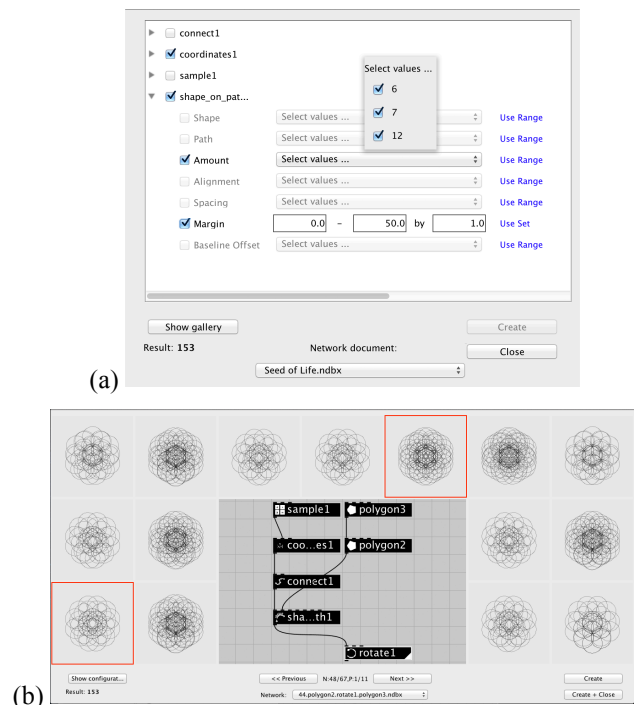 connect1
coordinates1
sample1
shape_on_pat...
Select values ...
6
7
12
Shape Select values ... Use Range
Path Select values ... Use Range
Amount Select values ... Use Range
Alignment Select values ... Use Range
Spacing Select values ... Use Range
Margin 0.0 – 50.0 by 1.0 Use Set
Baseline Offset Select values ... Use Range
Show gallery Create
Result: 153 Network document: Close
Seed of Life.ndbx
(a)
sample1 polygon3
coo...es1 polygon2
connect1
sha....th1
rotate1
Show configurat... << Previous N:48/67,P:1/11 Next >> Create
Result: 153 Network: 44.polygon2.rotate1.polygon3.ndbx Create + Close
(b)